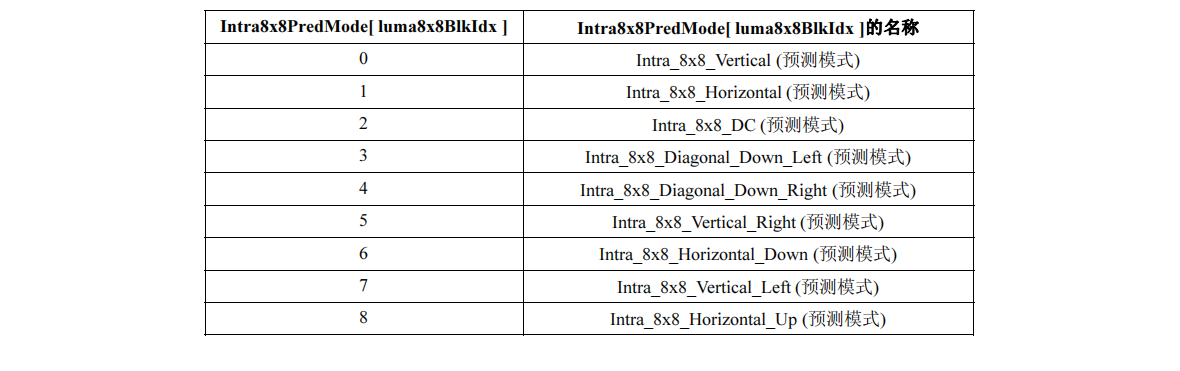 Intra8x8PredMode[ luma8x8BlkIdx ] Intra8x8PredMode[ luma8x8BlkIdx ]的名称
0 Intra_8x8_Vertical (预测模式)
1 Intra_8x8_Horizontal (预测模式)
2 Intra_8x8_DC (预测模式)
3 Intra_8x8_Diagonal_Down_Left (预测模式)
4 Intra_8x8_Diagonal_Down_Right (预测模式)
5 Intra_8x8_Vertical_Right (预测模式)
6 Intra_8x8_Horizontal_Down (预测模式)
7 Intra_8x8_Vertical_Left (预测模式)
8 Intra_8x8_Horizontal_Up (预测模式)